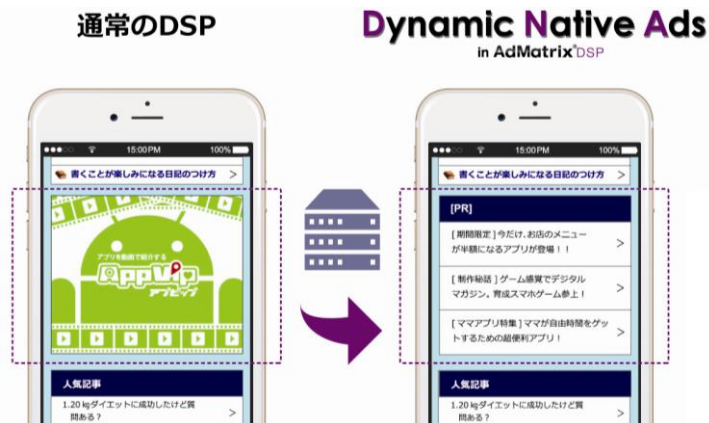 通常のDSP
Dynamic Native Ads
in AdMatrix®DSP
15:00PM 100%
書くことが楽しみになる日記のつけ方 >
アプリを動画で紹介する
AppVip
アプビップ
人気記事
1.20㎏ダイエットに成功したけど質
問ある？ >
15:00PM 100%
書くことが楽しみになる日記のつけ方 >
[PR]
[期間限定]今だけ、お店のメニュー
が半額になるアプリが登場！！ >
[制作秘話]ゲーム感覚でデジタル
マガジン。育成スマホゲーム参上！ >
[ママアプリ特集]ママが自由時間をゲッ
トするための超便利アプリ！ >
人気記事
1.20㎏ダイエットに成功したけど質
問ある？ >